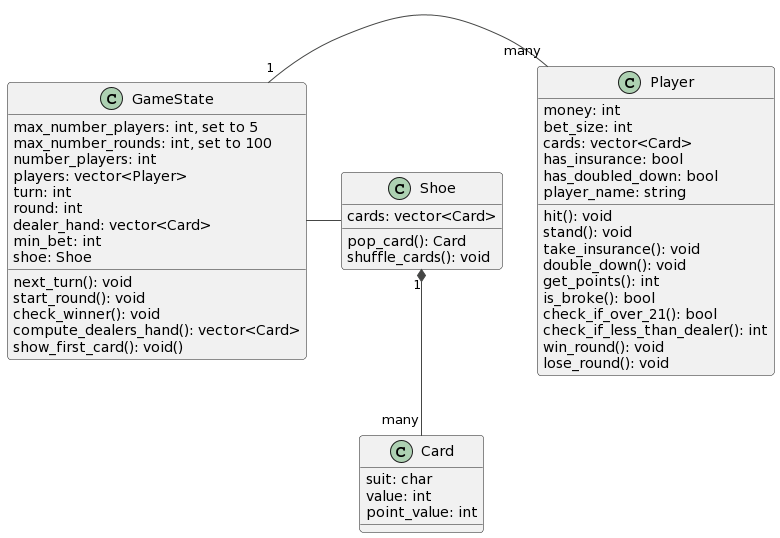 1
many
C GameState
max_number_players: int, set to 5
max_number_rounds: int, set to 100
number_players: int
players: vector<Player>
turn: int
round: int
dealer_hand: vector<Card>
min_bet: int
shoe: Shoe
next_turn(): void
start_round(): void
check_winner(): void
compute_dealers_hand(): vector<Card>
show_first_card(): void()
C Shoe
cards: vector<Card>
pop_card(): Card
shuffle_cards(): void
C Player
money: int
bet_size: int
cards: vector<Card>
has_insurance: bool
has_doubled_down: bool
player_name: string
hit(): void
stand(): void
take_insurance(): void
double_down(): void
get_points(): int
is_broke(): bool
check_if_over_21(): bool
check_if_less_than_dealer(): int
win_round(): void
lose_round(): void
1
many
C Card
suit: char
value: int
point_value: int